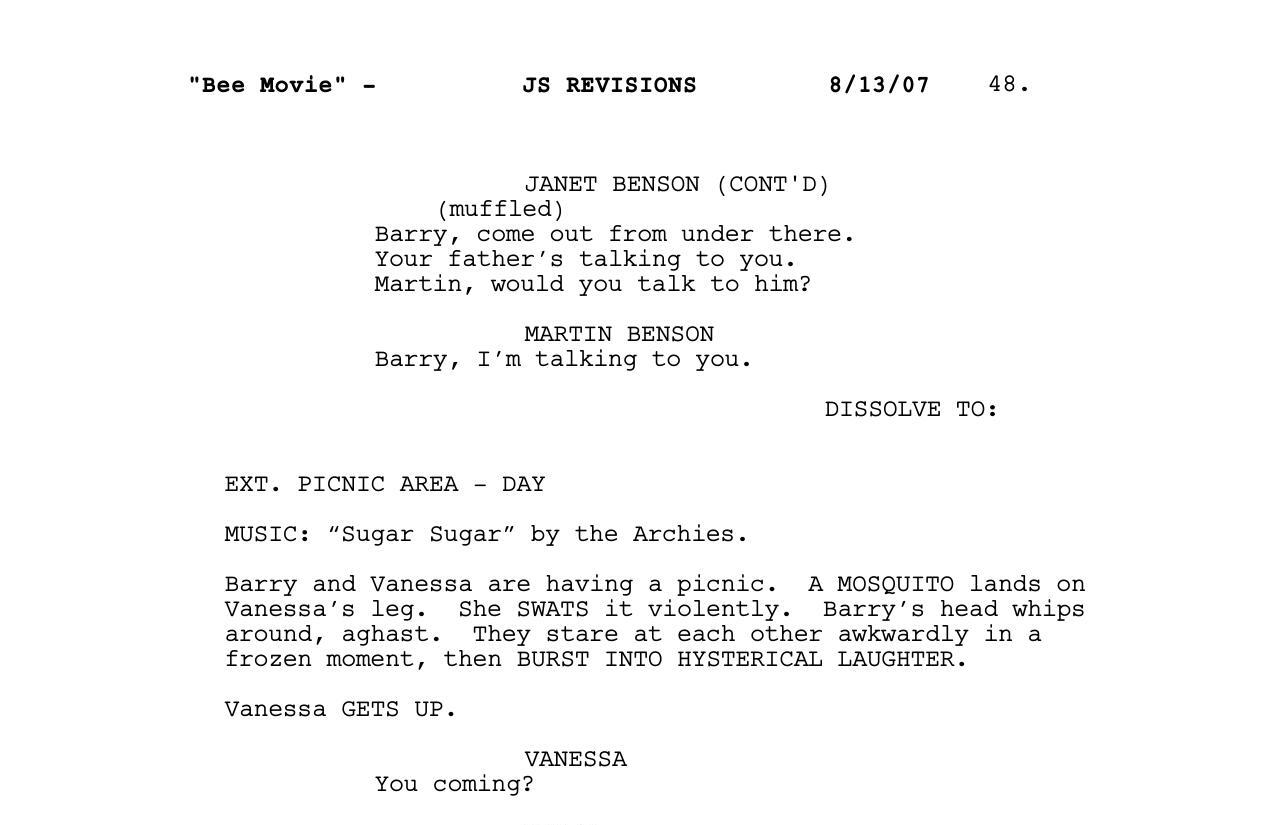 "Bee Movie" - JS REVISIONS 8/13/07 48.
JANET BENSON (CONT'D)
(muffled)
Barry, come out from under there.
Your father’s talking to you.
Martin, would you talk to him?
MARTIN BENSON
Barry, I’m talking to you.
DISSOLVE TO:
EXT. PICNIC AREA - DAY
MUSIC: “Sugar Sugar” by the Archies.
Barry and Vanessa are having a picnic. A MOSQUITO lands on
Vanessa’s leg. She SWATS it violently. Barry’s head whips
around, aghast. They stare at each other awkwardly in a
frozen moment, then BURST INTO HYSTERICAL LAUGHTER.
Vanessa GETS UP.
VANESSA
You coming?